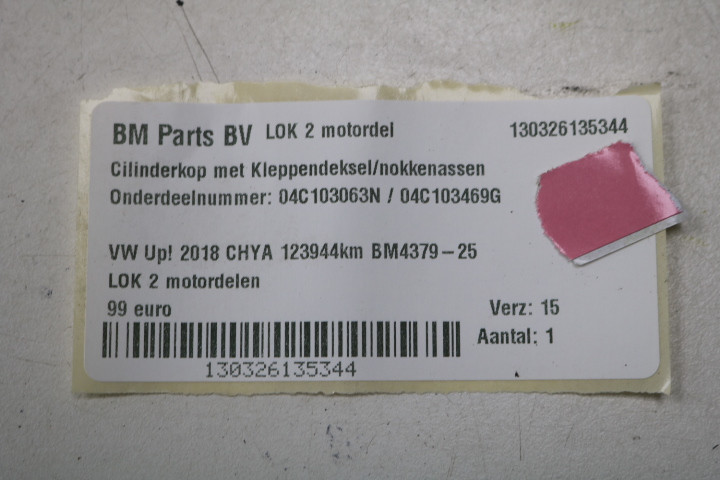 BM Parts BV LOK 2 motordel 130326135344
Cilinderkop met Kleppendeksel/nokkenassen
Onderdeelnummer: 04C103063N / 04C103469G
VW Up! 2018 CHYA 123944km BM4379-25
LOK 2 motordelen
99 euro Verz: 15
Aantal: 1
130326135344